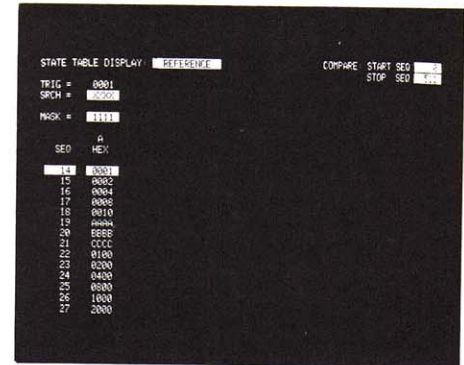 STATE TABLE DISPLAY: REFERENCE
COMPARE: START SEQ
STOP SEQ
TRIG = 0001
SRCH = XXXX
MASK = 1111
A
SEQ HEX
14 0001
15 0002
16 0004
17 0008
18 0010
19 AAAA
20 BBBB
21 CCCC
22 0100
23 0200
24 0400
25 0800
26 1000
27 2000